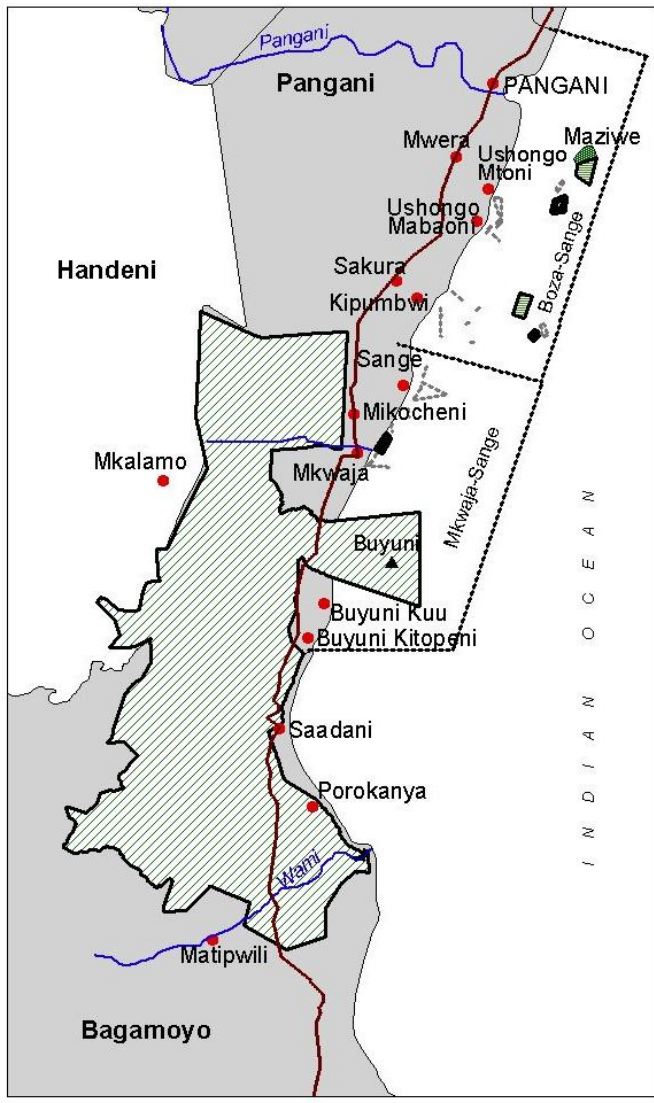 Pangani
Pangani
PANGANI
Mwera
Ushongo
Mtoni
Maziwe
Ushongo
Mabaoni
Boza-Sange
Handeni
Sakura
Kipumbwi
Sange
Mikocheni
Mkwaja
Mkalamo
Mkwaja-Sange
Buyuni
Buyuni Kuu
Buyuni Kitopeni
INDIAN OCEAN
Saadani
Porokanya
Wami
Matipwili
Bagamoyo